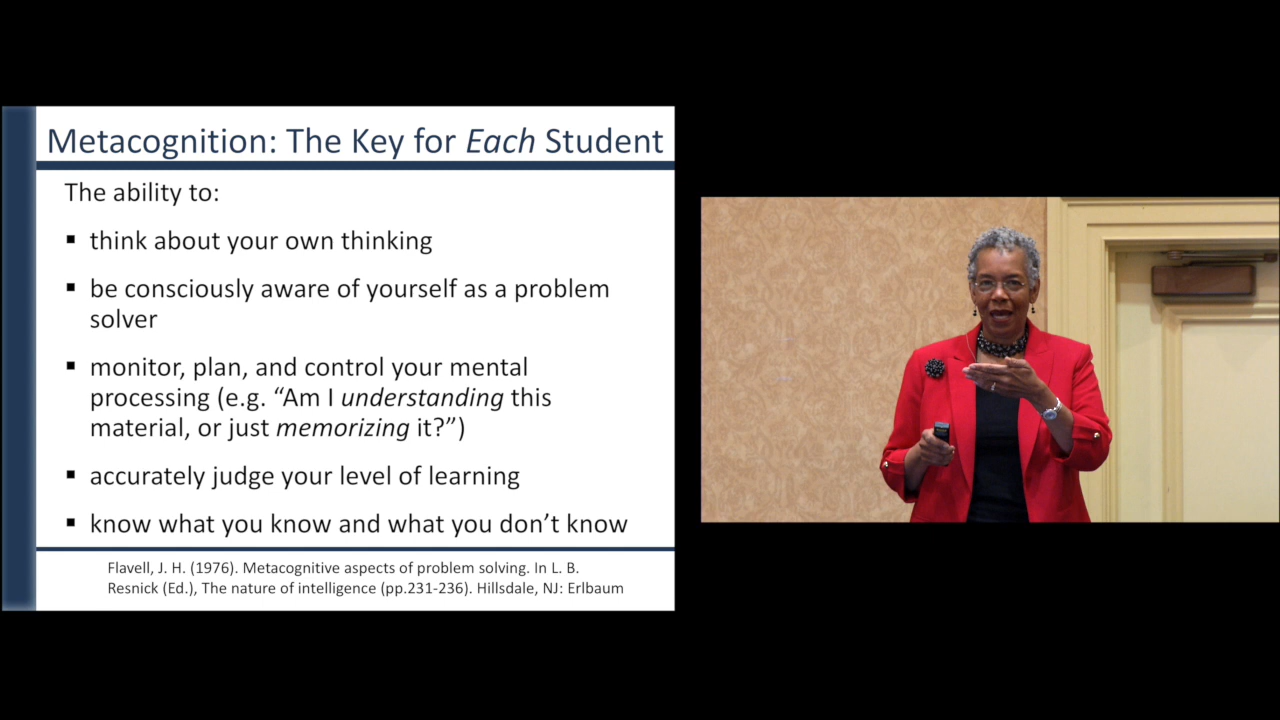 Metacognition: The Key for Each Student
The ability to:
▪ think about your own thinking
▪ be consciously aware of yourself as a problem
solver
▪ monitor, plan, and control your mental
processing (e.g. “Am I understanding this
material, or just memorizing it?”)
▪ accurately judge your level of learning
▪ know what you know and what you don’t know
Flavell, J. H. (1976). Metacognitive aspects of problem solving. In L. B.
Resnick (Ed.), The nature of intelligence (pp.231-236). Hillsdale, NJ: Erlbaum